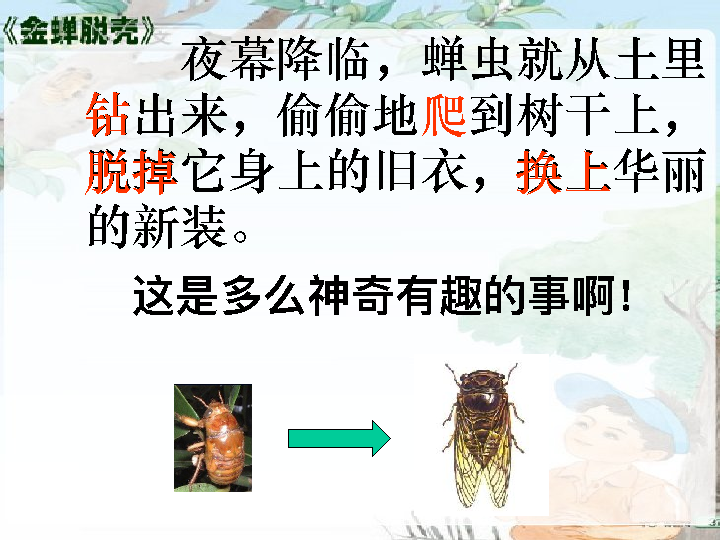 《金蝉脱壳》
夜幕降临，蝉虫就从土里
钻出来，偷偷地爬到树干上，
脱掉它身上的旧衣，换上华丽
的新装。
这是多么神奇有趣的事啊！